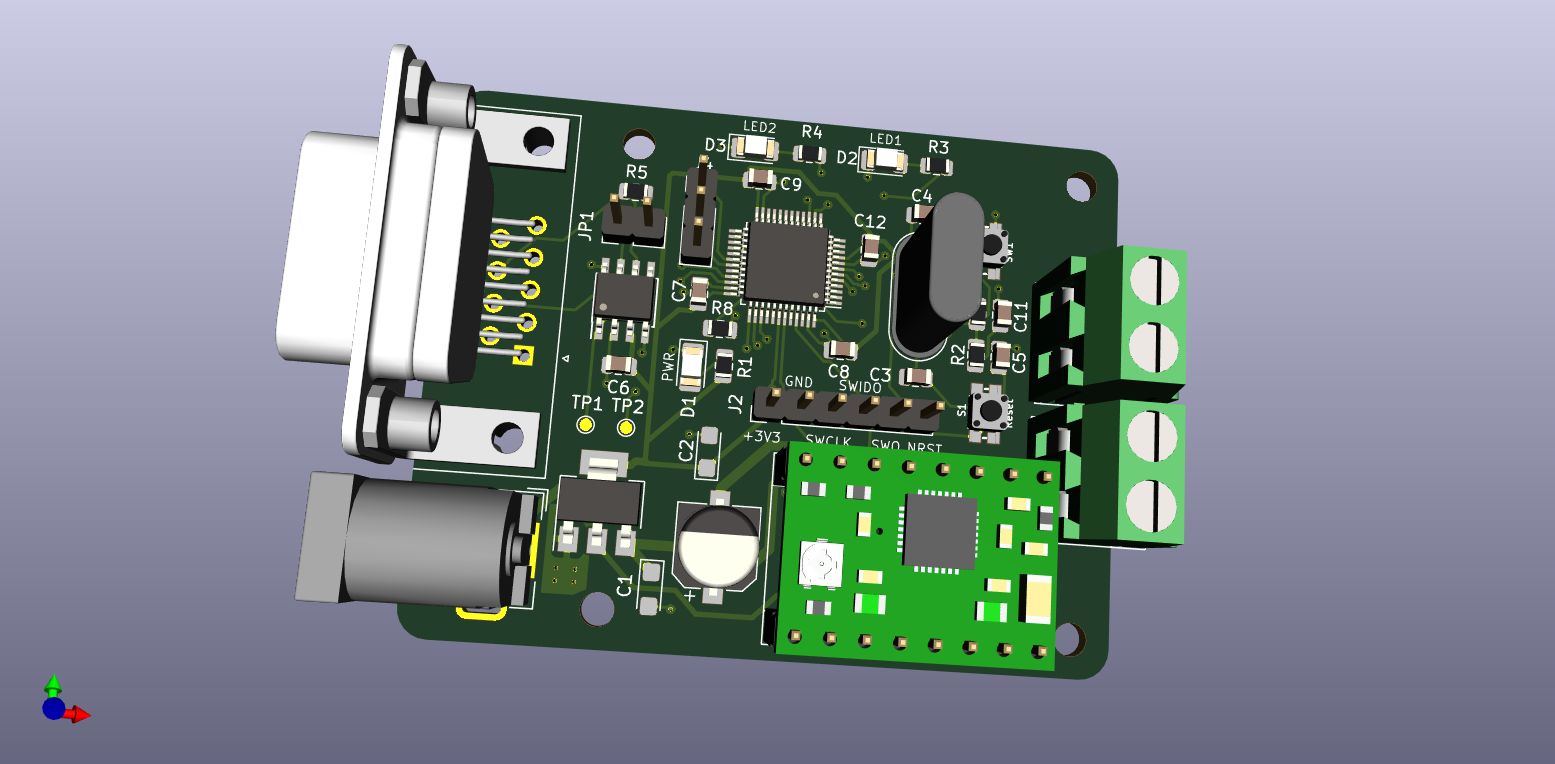 LED2
R4
D3
LED1
R3
D2
R5
C9
C4
C12
JP1
SW1
C7
C11
R8
PWR
R1
R2
C5
C8
C6
C3
GND
SWIDO
D1
J2
S1
Reset
TP1
TP2
+3V3
SWCLK
SWO
NRST
C2
C1
+